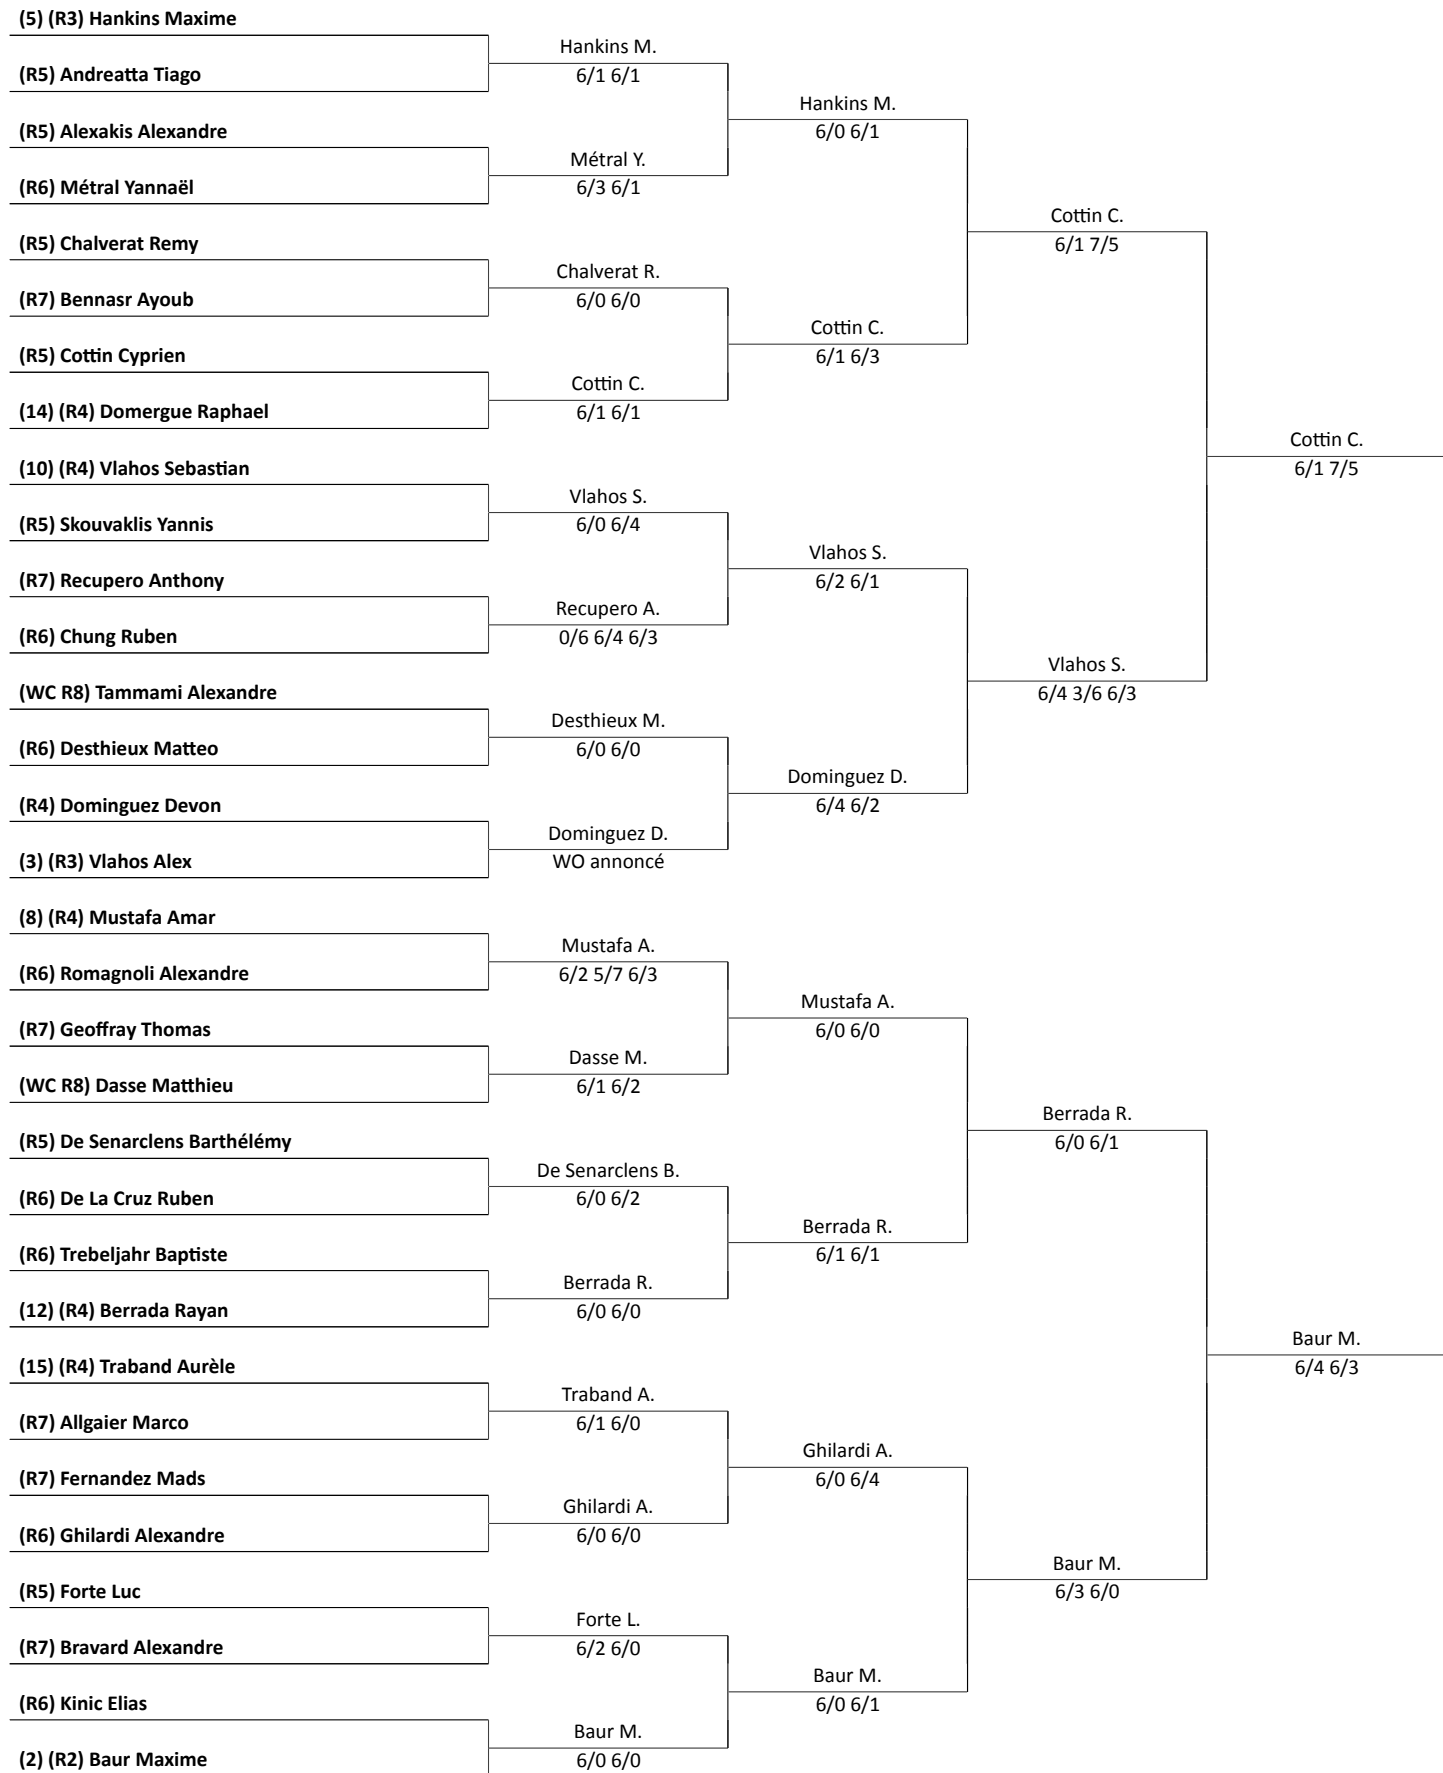 (5) (R3) Hankins Maxime
Hankins M.
(R5) Andreatta Tiago
6/1 6/1
Hankins M.
(R5) Alexakis Alexandre
6/0 6/1
Métral Y.
(R6) Métral Yannaël
6/3 6/1
Cottin C.
(R5) Chalverat Remy
6/1 7/5
Chalverat R.
(R7) Bennasr Ayoub
6/0 6/0
Cottin C.
(R5) Cottin Cyprien
6/1 6/3
Cottin C.
(14) (R4) Domergue Raphael
6/1 6/1
Cottin C.
(10) (R4) Vlahos Sebastian
6/1 7/5
Vlahos S.
(R5) Skouvaklis Yannis
6/0 6/4
Vlahos S.
(R7) Recupero Anthony
6/2 6/1
Recupero A.
(R6) Chung Ruben
0/6 6/4 6/3
Vlahos S.
(WC R8) Tammami Alexandre
6/4 3/6 6/3
Desthieux M.
(R6) Desthieux Matteo
6/0 6/0
Dominguez D.
(R4) Dominguez Devon
6/4 6/2
Dominguez D.
(3) (R3) Vlahos Alex
WO annoncé
(8) (R4) Mustafa Amar
Mustafa A.
(R6) Romagnoli Alexandre
6/2 5/7 6/3
Mustafa A.
(R7) Geoffray Thomas
6/0 6/0
Dasse M.
(WC R8) Dasse Matthieu
6/1 6/2
Berrada R.
(R5) De Senarclens Barthélémy
6/0 6/1
De Senarclens B.
(R6) De La Cruz Ruben
6/0 6/2
Berrada R.
(R6) Trebeljahr Baptiste
6/1 6/1
Berrada R.
(12) (R4) Berrada Rayan
6/0 6/0
Baur M.
(15) (R4) Traband Aurèle
6/4 6/3
Traband A.
(R7) Allgaier Marco
6/1 6/0
Ghilardi A.
(R7) Fernandez Mads
6/0 6/4
Ghilardi A.
(R6) Ghilardi Alexandre
6/0 6/0
Baur M.
(R5) Forte Luc
6/3 6/0
Forte L.
(R7) Bravard Alexandre
6/2 6/0
Baur M.
(R6) Kinic Elias
6/0 6/1
Baur M.
(2) (R2) Baur Maxime
6/0 6/0